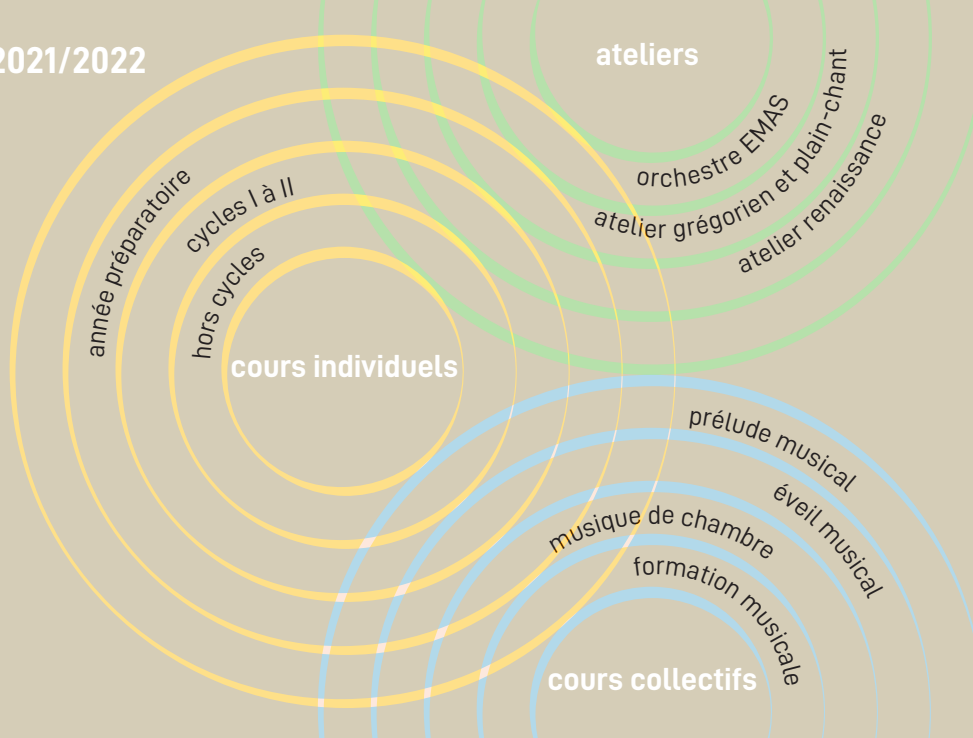 2021/2022
ateliers
orchestre EMAS
atelier grégorien et plain-chant
atelier renaissance
année préparatoire
cycles I à II
hors cycles
cours individuels
prélude musical
éveil musical
musique de chambre
formation musicale
cours collectifs